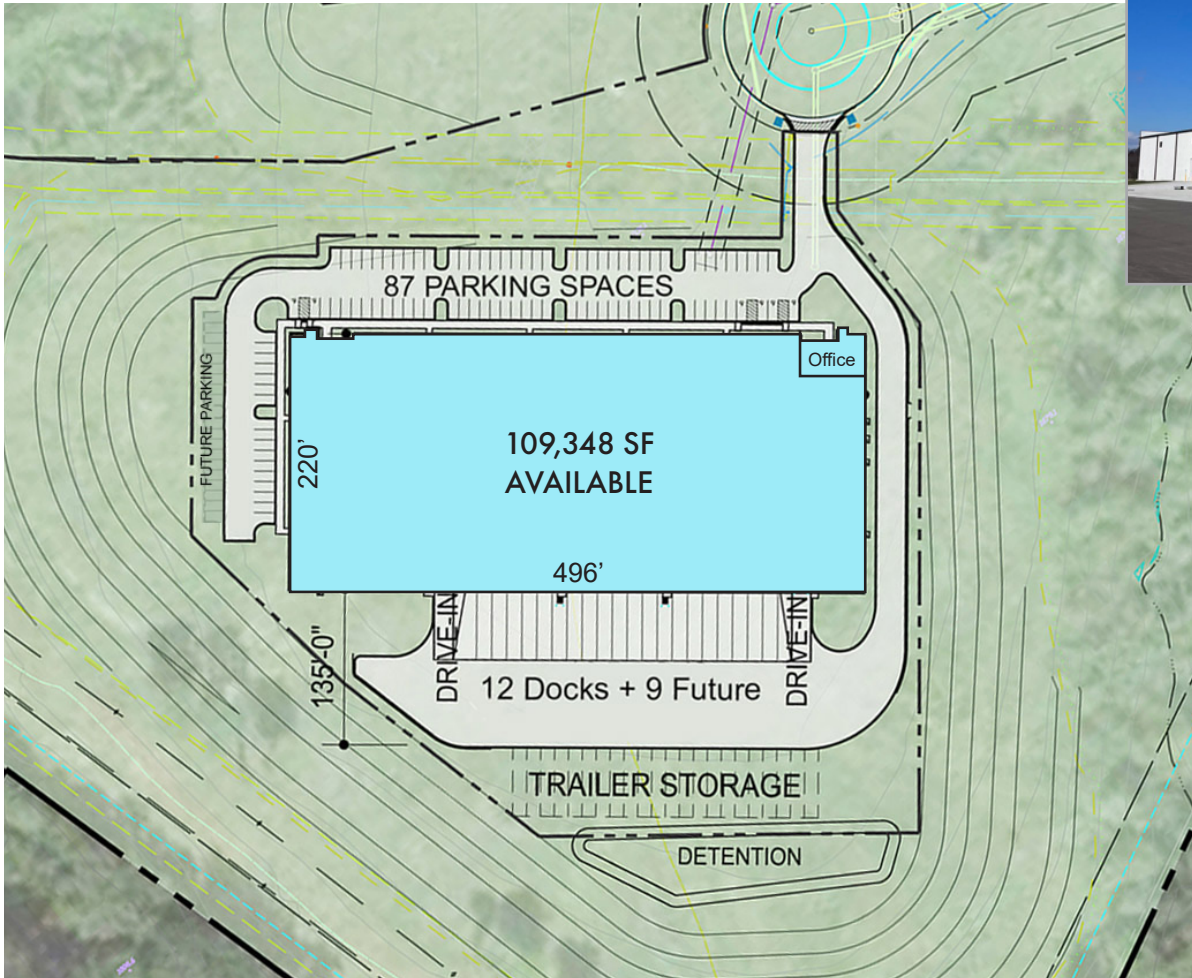 87 PARKING SPACES
Office
FUTURE PARKING
109,348 SF
AVAILABLE
220’
496’
DRIVE-IN
DRIVE-IN
135'-0"
12 Docks + 9 Future
TRAILER STORAGE
DETENTION